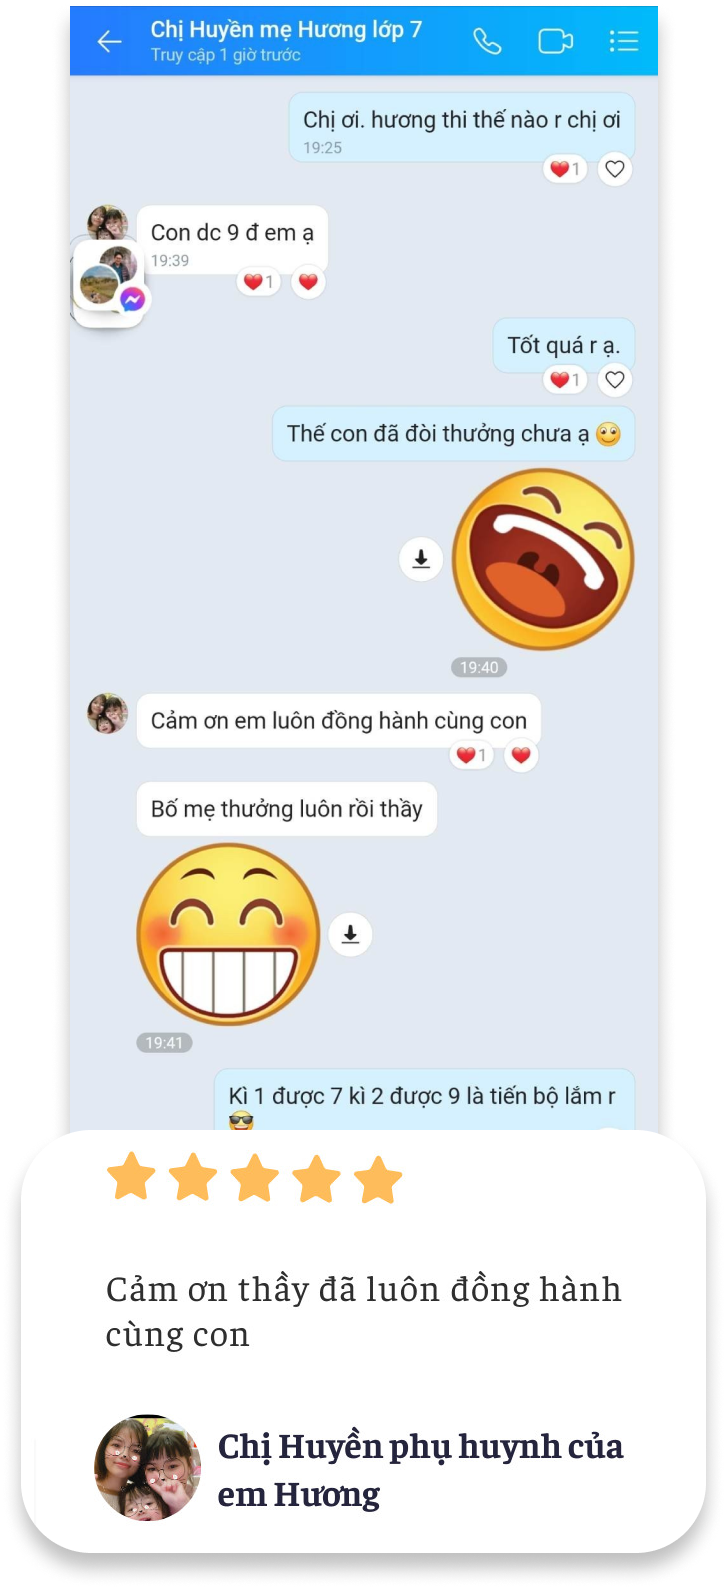 Chị Huyền mẹ Hương lớp 7
Truy cập 1 giờ trước
Chị ơi. hương thi thế nào r chị ơi
19:25
1
Con dc 9 đ em ạ
19:39
1
Tốt quá r ạ.
1
Thế con đã đòi thưởng chưa ạ
19:40
Cảm ơn em luôn đồng hành cùng con
1
Bố mẹ thưởng luôn rồi thầy
19:41
Kì 1 được 7 kì 2 được 9 là tiến bộ lắm r
Cảm ơn thầy đã luôn đồng hành
cùng con
Chị Huyền phụ huynh của
em Hương